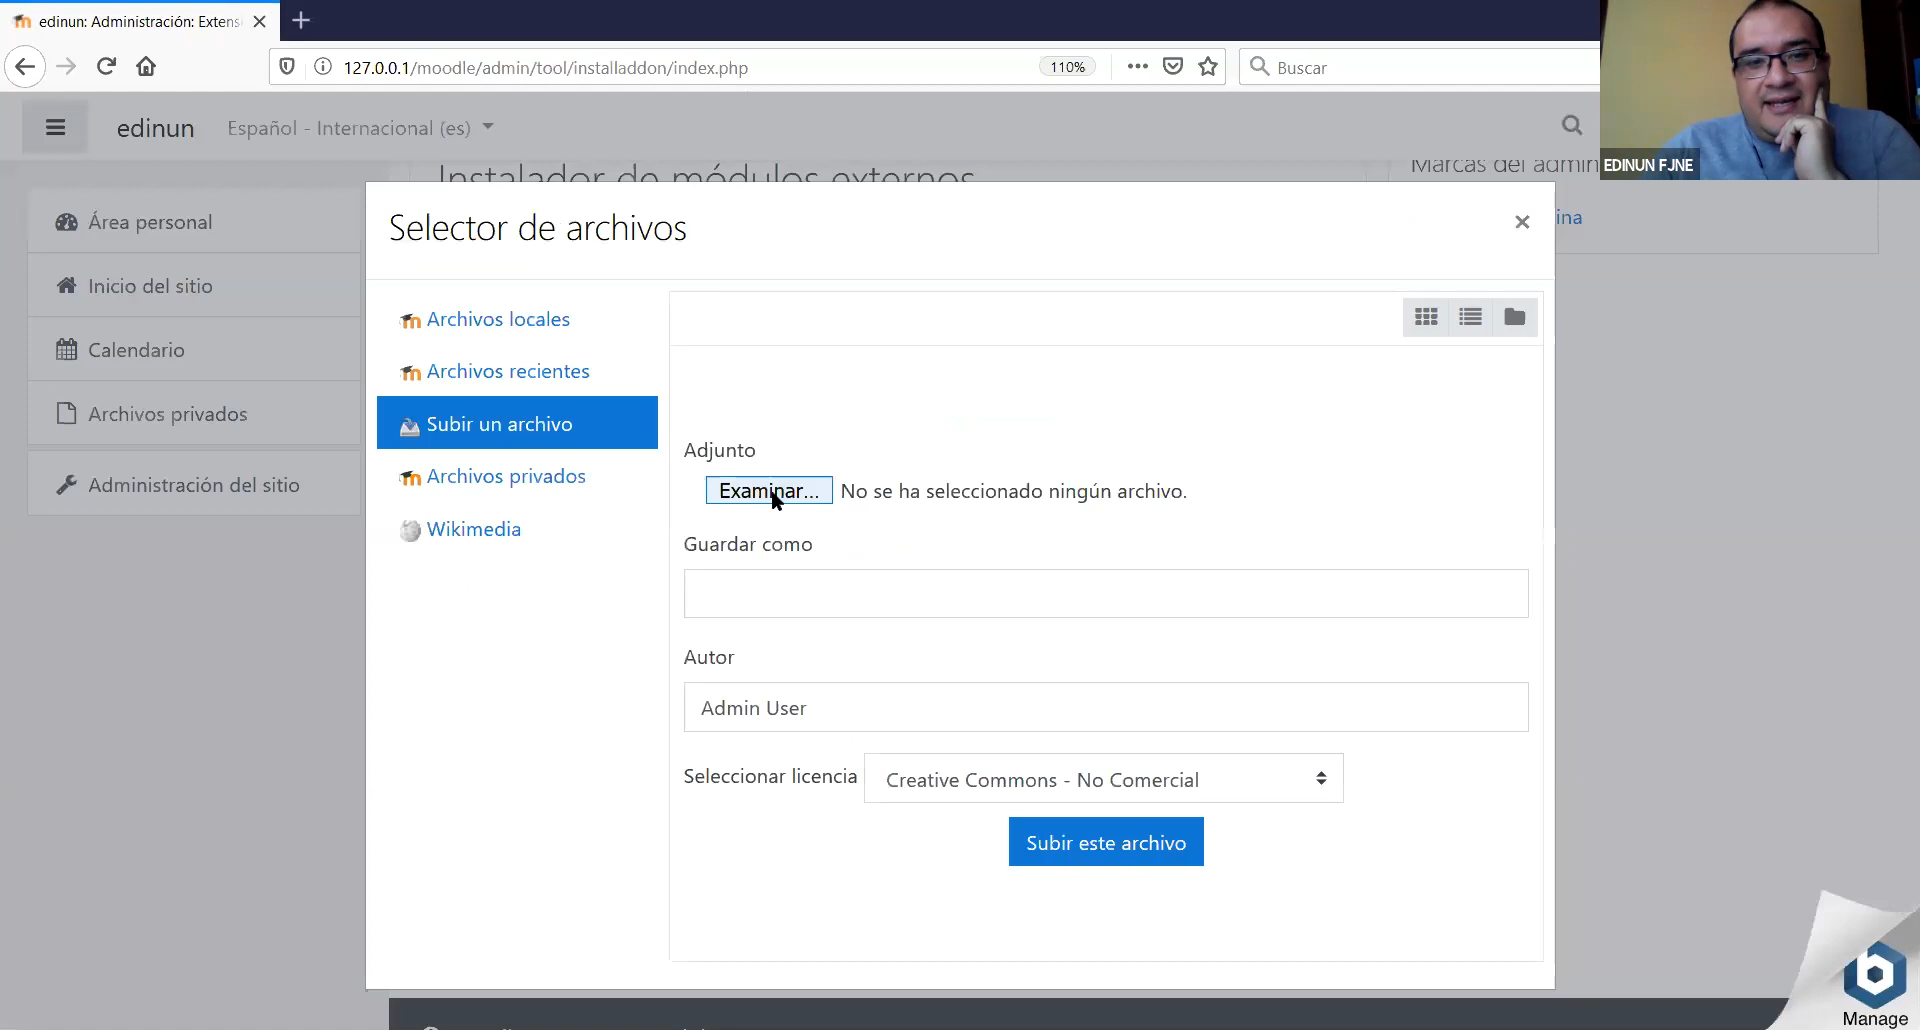 edinun: Administración: Extens
127.0.0.1/moodle/admin/tool/installaddon/index.php
110%
Buscar
edinun
Español - Internacional (es)
EDINUN FJNE
Instalador de módulos externos
Marcas del admin
ina
Área personal
Inicio del sitio
Calendario
Archivos privados
Administración del sitio
Selector de archivos
Archivos locales
Archivos recientes
Subir un archivo
Archivos privados
Wikimedia
Adjunto
Examinar... No se ha seleccionado ningún archivo.
Guardar como
Autor
Admin User
Seleccionar licencia
Creative Commons - No Comercial
Subir este archivo
Manage